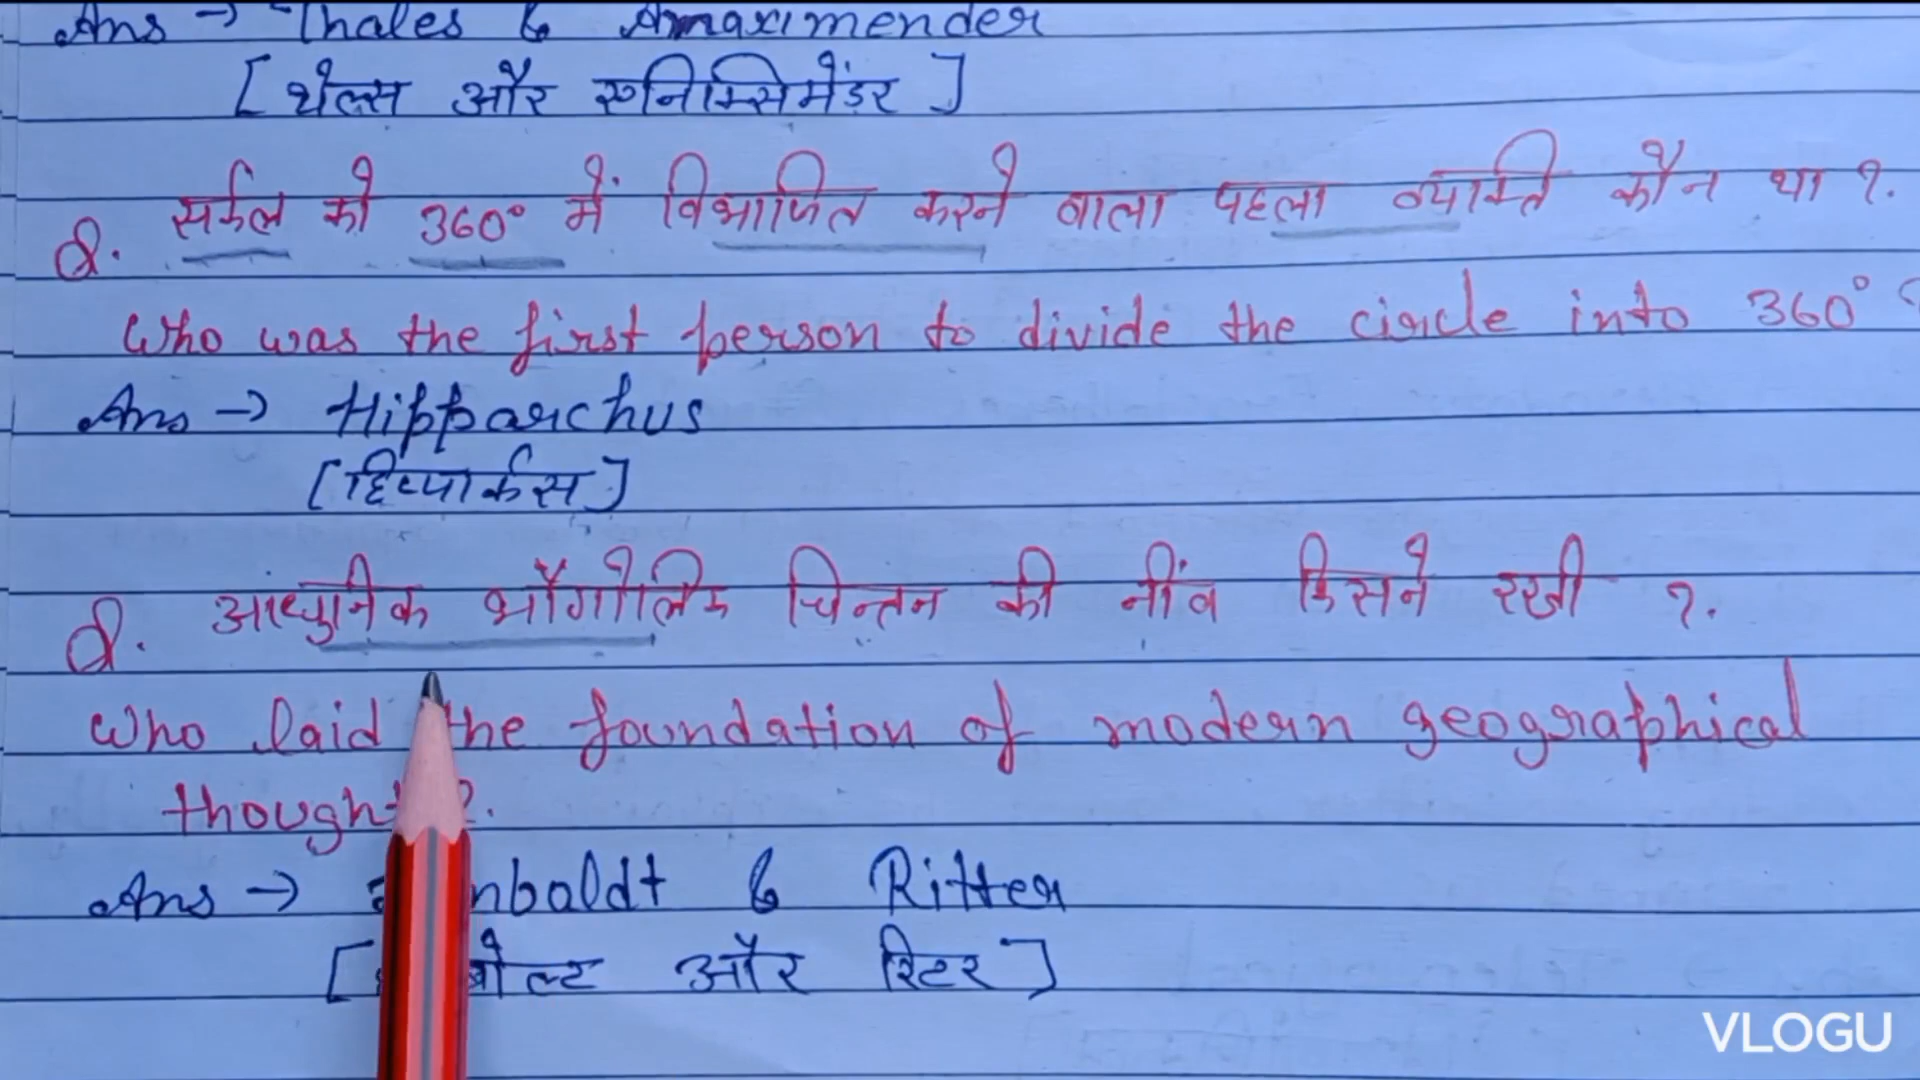 Ans → Thales & Anaximender
[थेल्स और एनिम्सिमेंडर]
Q. सर्कल को 360° में विभाजित करने वाला पहला व्यक्ति कौन था ?.
Who was the first person to divide the circle into 360°
Ans → Hipparchus
[हिप्पार्कस]
Q. आधुनिक भौगोलिक चिन्तन की नींव किसने रखी ?.
Who laid the foundation of modern geographical
thought ?.
Ans → & Ritter
और रिटर]
VLOGU